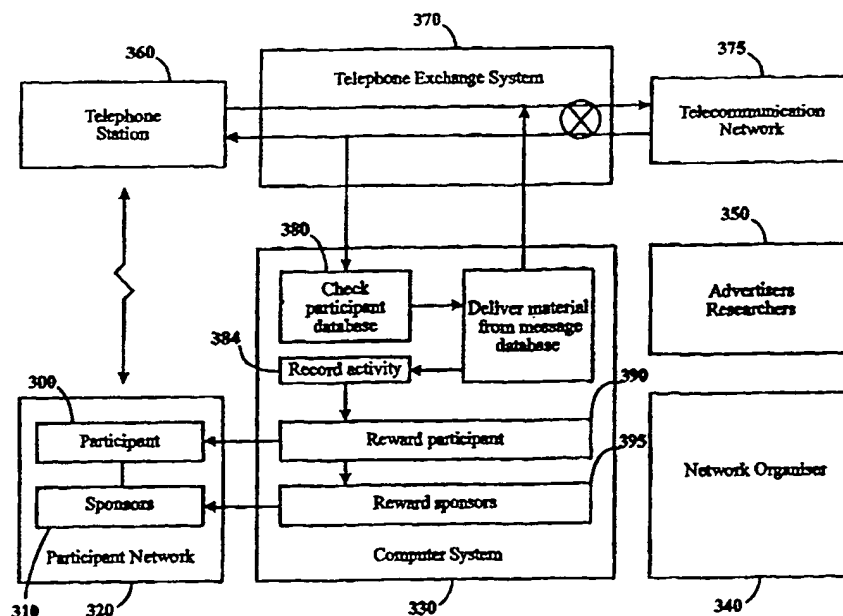 370
360
375
Telephone Exchange System
Telephone
Station
Telecommunication
Network
350
380
Check
participant
database
Deliver material
from message
database
Advertisers
Researchers
384
Record activity
300
390
Participant
Reward participant
395
Network Organiser
Sponsors
Reward sponsors
Participant Network
Computer System
310
320
330
340